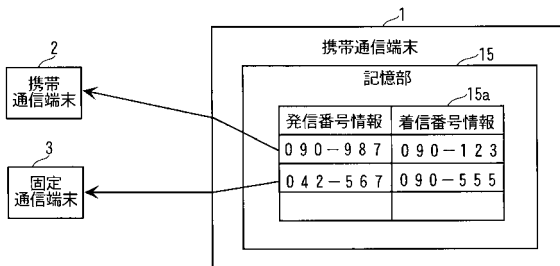 1
携帯通信端末
2
携帯
通信端末
15
記憶部
15a
発信番号情報 着信番号情報
090-987 090-123
042-567 090-555
3
固定
通信端末